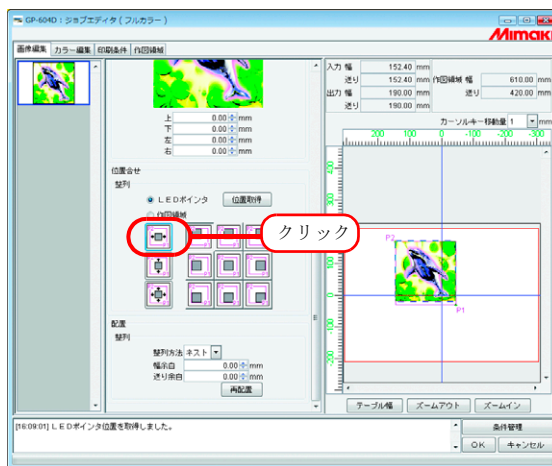 GP-604D：ジョブエディタ（フルカラー）
Mimaki
画像編集 カラー編集 印刷条件 作図領域
上 0.00 mm
下 0.00 mm
左 0.00 mm
右 0.00 mm
位置合せ
整列
LEDポインタ 位置取得
作図領域
クリック
配置
整列
整列方法 ネスト
幅余白 0.00 mm
送り余白 0.00 mm
再配置
入力 幅 152.40 mm
送り 152.40 mm 作図領域 幅 610.00 mm
出力 幅 190.00 mm 送り 420.00 mm
送り 190.00 mm
カーソルキー移動量 1 mm
200 100 0 -100 -200 -300
P2
P1
テーブル幅 ズームアウト ズームイン
[16:09:01] LEDポインタ位置を取得しました。
条件管理
OK キャンセル